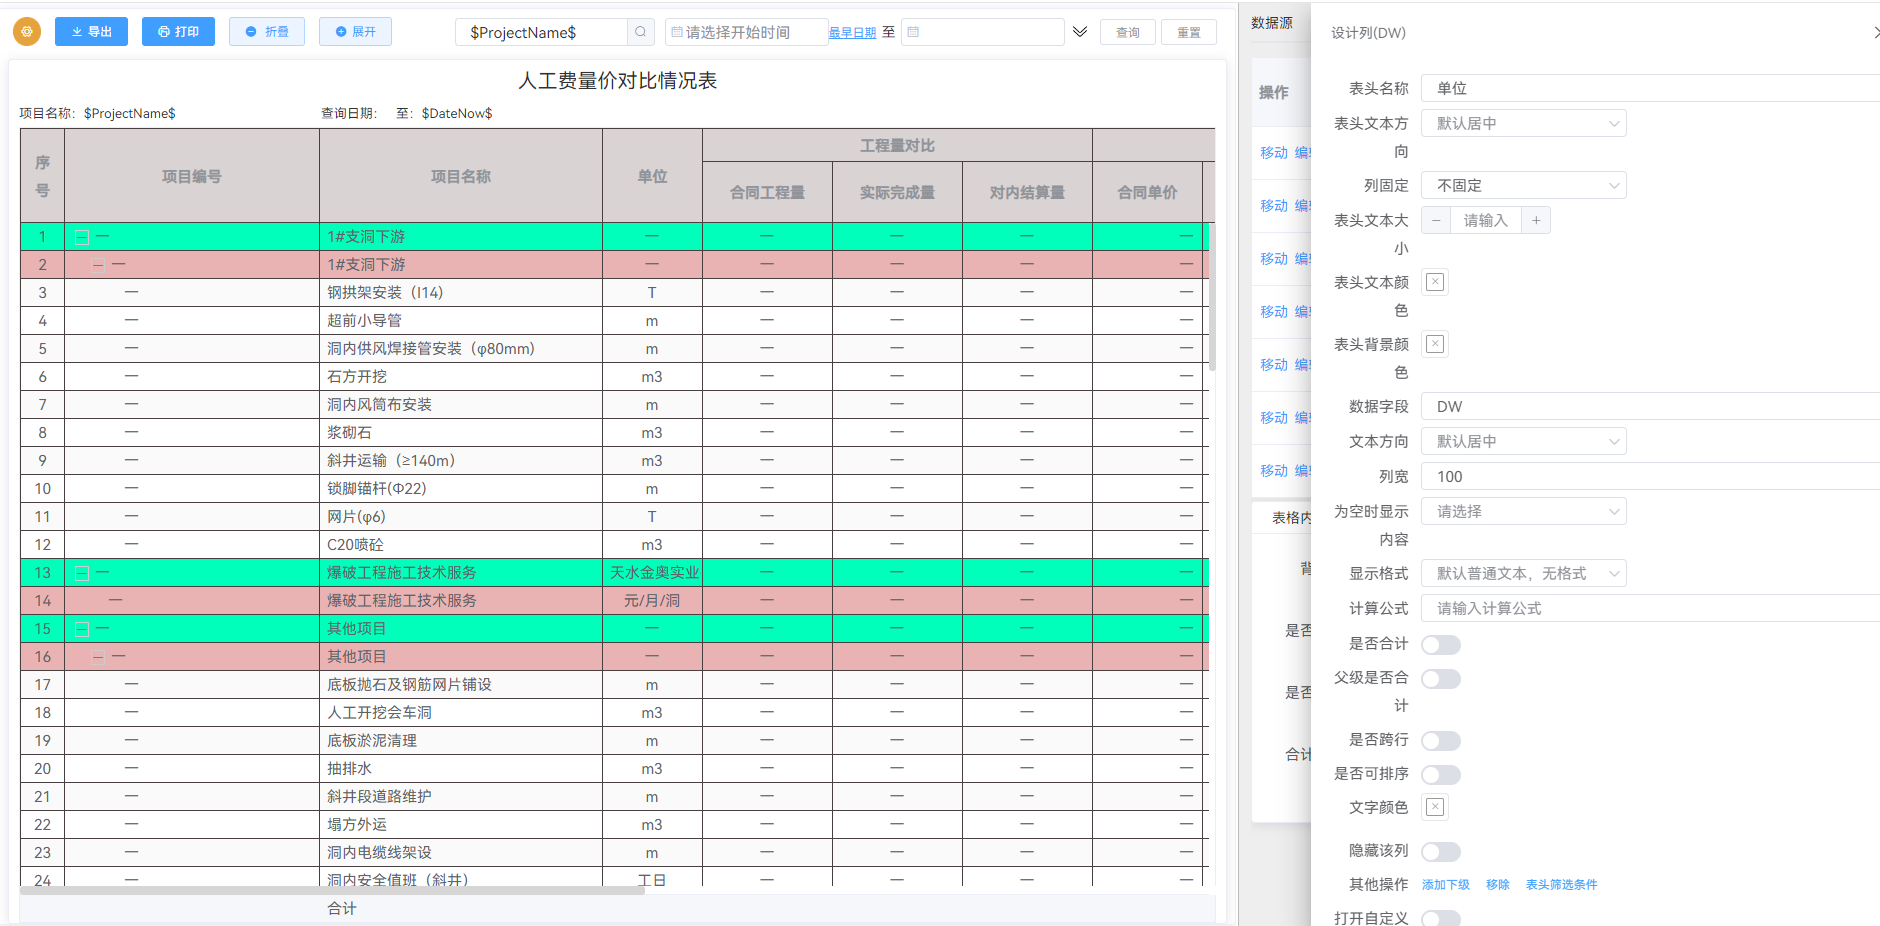 导出 打印 折叠 展开 $ProjectName$ 请选择开始时间 最早日期 至 查询 重置
人工费量价对比情况表
项目名称: $ProjectName$ 查询日期: 至: $DateNow$
序号 项目编号 项目名称 单位 工程量对比
合同工程量 实际完成量 对内结算量 合同单价
1 — 1#支洞下游 — — — — —
2 — 1#支洞下游 — — — — —
3 — 钢拱架安装（I14） T — — — —
4 — 超前小导管 m — — — —
5 — 洞内供风焊接管安装（φ80mm） m — — — —
6 — 石方开挖 m3 — — — —
7 — 洞内风筒布安装 m — — — —
8 — 浆砌石 m3 — — — —
9 — 斜井运输（≥140m） m3 — — — —
10 — 锁脚锚杆(Φ22) m — — — —
11 — 网片(φ6) T — — — —
12 — C20喷砼 m3 — — — —
13 — 爆破工程施工技术服务 天水金奥实业 — — — —
14 — 爆破工程施工技术服务 元/月/洞 — — — —
15 — 其他项目 — — — — —
16 — 其他项目 — — — — —
17 — 底板抛石及钢筋网片铺设 m — — — —
18 — 人工开挖会车洞 m3 — — — —
19 — 底板淤泥清理 m — — — —
20 — 抽排水 m3 — — — —
21 — 斜井段道路维护 m — — — —
22 — 塌方外运 m3 — — — —
23 — 洞内电缆线架设 m — — — —
24 — 洞内安全值班（斜井） 工日 — — — —
合计
数据源
操作
移动
移动
移动
移动
移动
移动
移动
表格内
是否
是否
合计
设计列(DW)
表头名称 单位
表头文本方向 默认居中
列固定 不固定
表头文本大小 − 请输入 +
表头文本颜色
表头背景颜色
数据字段 DW
文本方向 默认居中
列宽 100
为空时显示内容 请选择
显示格式 默认普通文本，无格式
计算公式 请输入计算公式
是否合计
父级是否合计
是否跨行
是否可排序
文字颜色
隐藏该列
其他操作 添加下级 移除 表头筛选条件
打开自定义